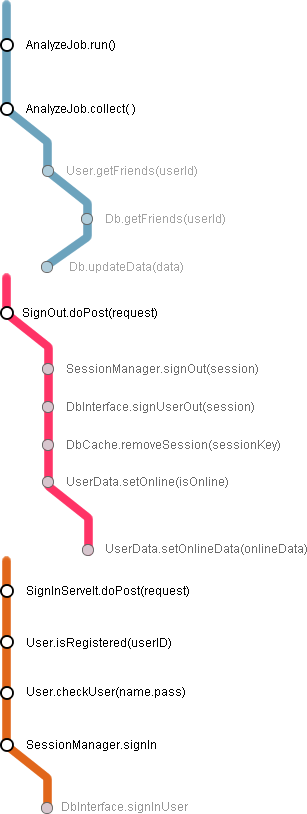 AnalyzeJob.run()
AnalyzeJob.collect( )
User.getFriends(userId)
Db.getFriends(userId)
Db.updateData(data)
SignOut.doPost(request)
SessionManager.signOut(session)
DbInterface.signUserOut(session)
DbCache.removeSession(sessionKey)
UserData.setOnline(isOnline)
UserData.setOnlineData(onlineData)
SignInServelt.doPost(request)
User.isRegistered(userID)
User.checkUser(name.pass)
SessionManager.signIn
DbInterface.signInUser